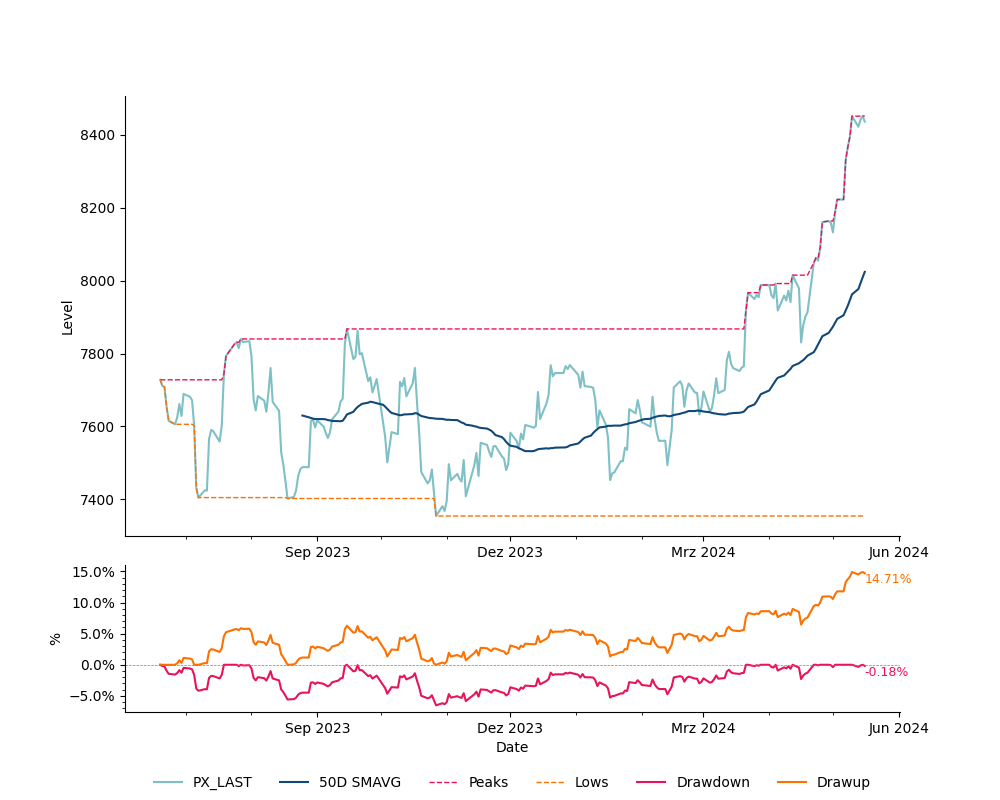 8400
8200
8000
7800
7600
7400
Level
Sep 2023
Dez 2023
Mrz 2024
Jun 2024
15.0%
10.0%
5.0%
0.0%
−5.0%
%
14.71%
-0.18%
Sep 2023
Dez 2023
Mrz 2024
Jun 2024
Date
PX_LAST
50D SMAVG
Peaks
Lows
Drawdown
Drawup